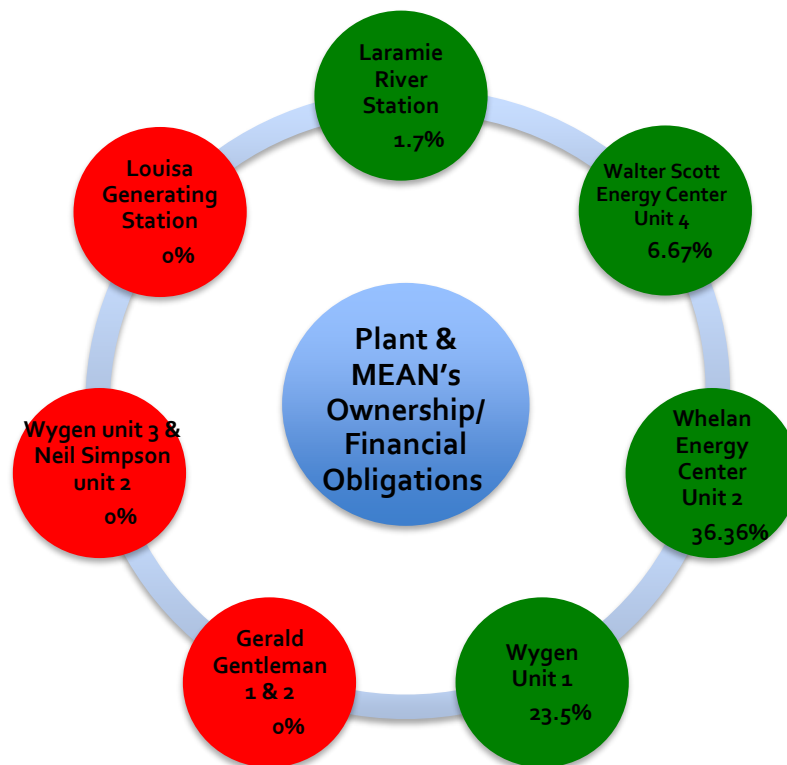 Laramie
River
Station
1.7%
Walter Scott
Energy Center
Unit 4
6.67%
Whelan
Energy
Center
Unit 2
36.36%
Wygen
Unit 1
23.5%
Gerald
Gentleman
1 & 2
0%
Wygen unit 3 &
Neil Simpson
unit 2
0%
Louisa
Generating
Station
0%
Plant &
MEAN's
Ownership/
Financial
Obligations